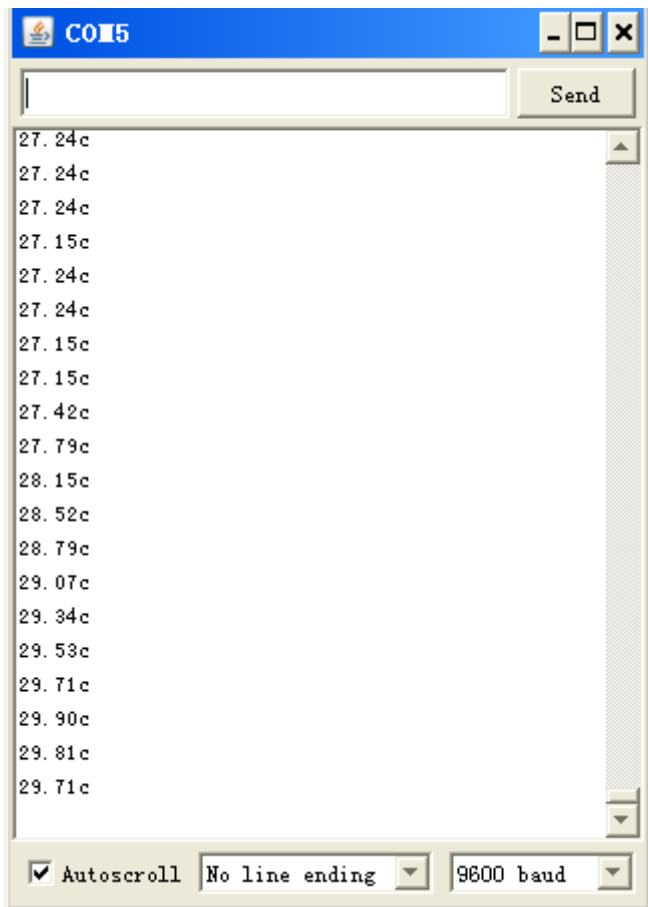 COM5
Send
27.24c
27.24c
27.24c
27.15c
27.24c
27.24c
27.15c
27.15c
27.42c
27.79c
28.15c
28.52c
28.79c
29.07c
29.34c
29.53c
29.71c
29.90c
29.81c
29.71c
Autoscroll No line ending 9600 baud